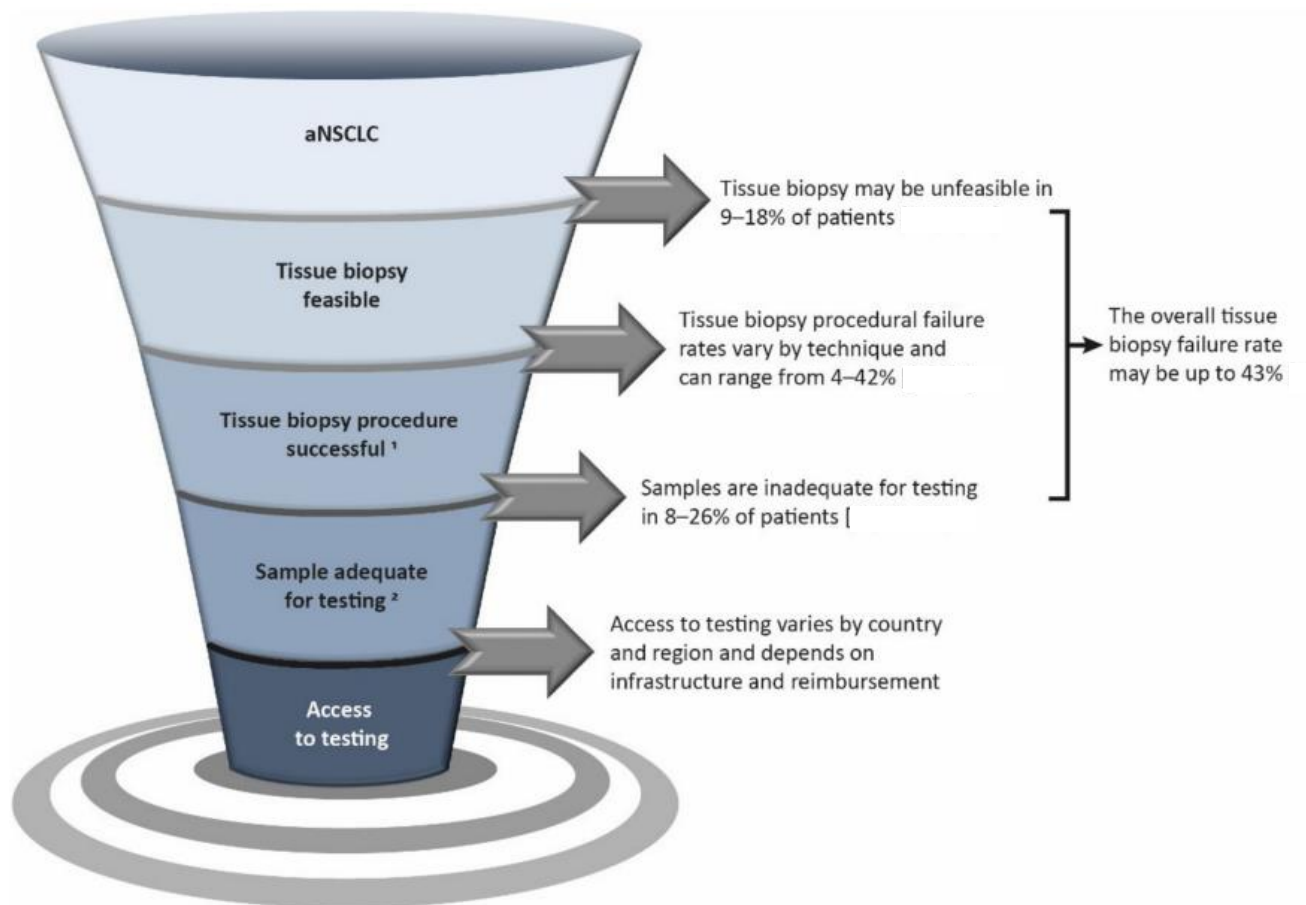 aNSCLC
Tissue biopsy may be unfeasible in
9–18% of patients
Tissue biopsy
feasible
Tissue biopsy procedural failure
rates vary by technique and
can range from 4–42%
The overall tissue
biopsy failure rate
may be up to 43%
Tissue biopsy procedure
successful ¹
Samples are inadequate for testing
in 8–26% of patients [
Sample adequate
for testing ²
Access to testing varies by country
and region and depends on
infrastructure and reimbursement
Access
to testing